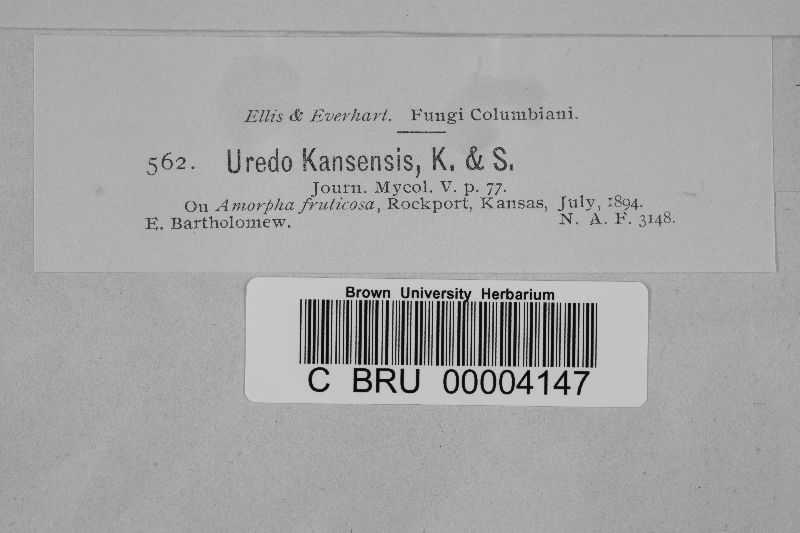 Ellis & Everhart. Fungi Columbiani.
562. Uredo Kansensis, K. & S.
Journ. Mycol. V. p. 77.
On Amorpha fruticosa, Rockport, Kansas, July, 1894.
E. Bartholomew. N. A. F. 3148.
Brown University Herbarium
C BRU 00004147